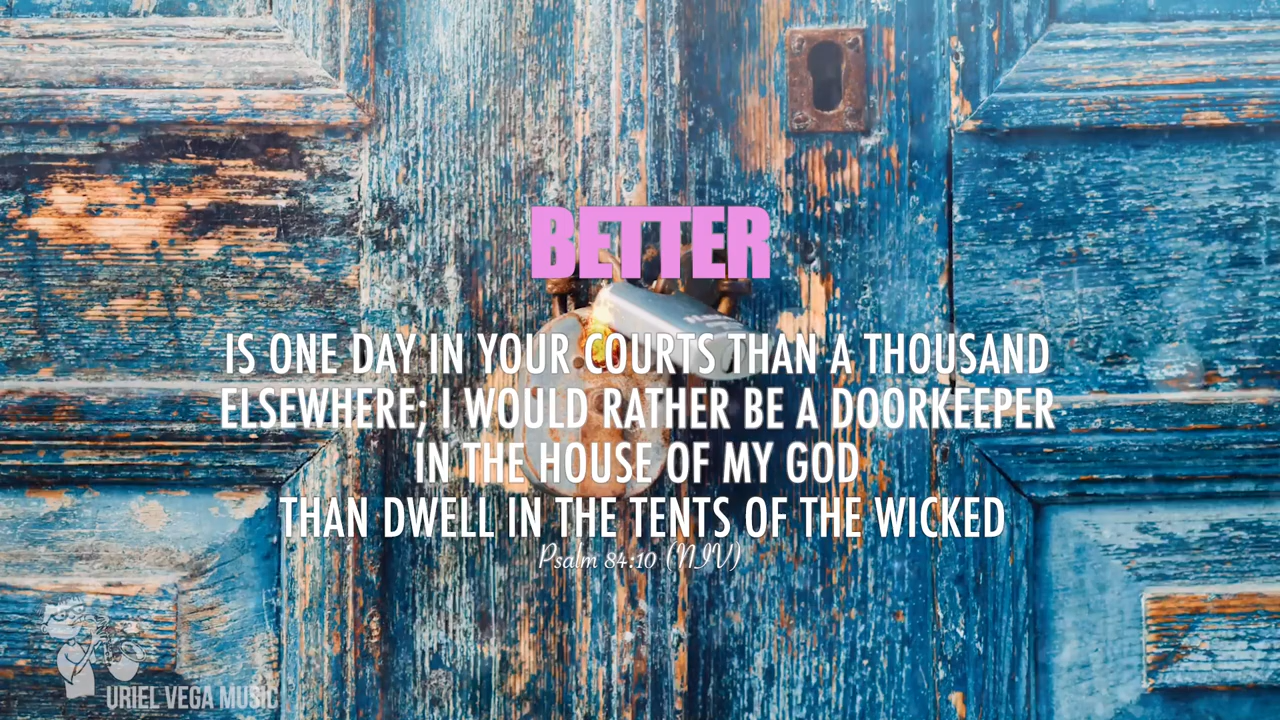 BETTER
IS ONE DAY IN YOUR COURTS THAN A THOUSAND
ELSEWHERE; I WOULD RATHER BE A DOORKEEPER
IN THE HOUSE OF MY GOD
THAN DWELL IN THE TENTS OF THE WICKED
Psalm 84:10 (NIV)
URIEL VEGA MUSIC